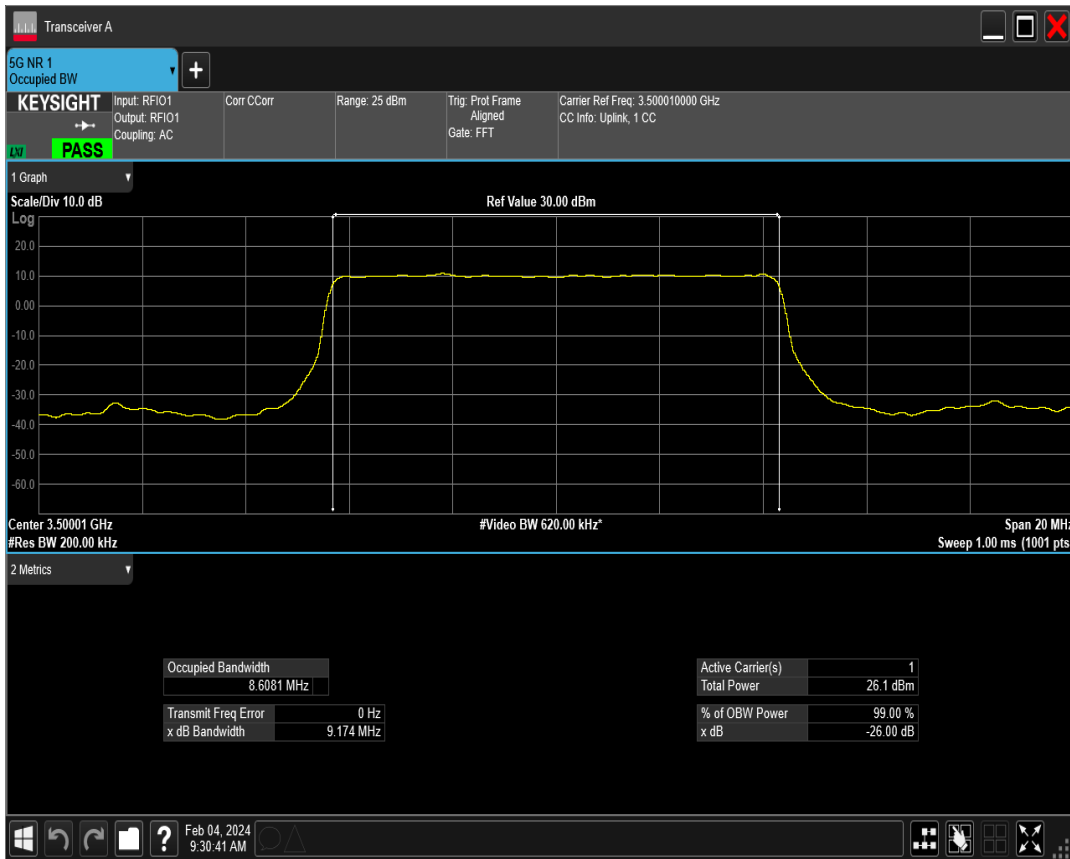 Transceiver A
5G NR 1
Occupied BW
+
KEYSIGHT
LXI
PASS
Input: RFIO1
Output: RFIO1
Coupling: AC
Corr CCorr
Range: 25 dBm
Trig: Prot Frame
Aligned
Gate: FFT
Carrier Ref Freq: 3.500010000 GHz
CC Info: Uplink, 1 CC
1 Graph
Scale/Div 10.0 dB
Ref Value 30.00 dBm
Log
20.0
10.0
0.00
-10.0
-20.0
-30.0
-40.0
-50.0
-60.0
Center 3.50001 GHz
#Video BW 620.00 kHz*
Span 20 MHz
#Res BW 200.00 kHz
Sweep 1.00 ms (1001 pts
2 Metrics
Occupied Bandwidth
8.6081 MHz
Transmit Freq Error 0 Hz
x dB Bandwidth 9.174 MHz
Active Carrier(s) 1
Total Power 26.1 dBm
% of OBW Power 99.00 %
x dB -26.00 dB
?
Feb 04, 2024
9:30:41 AM